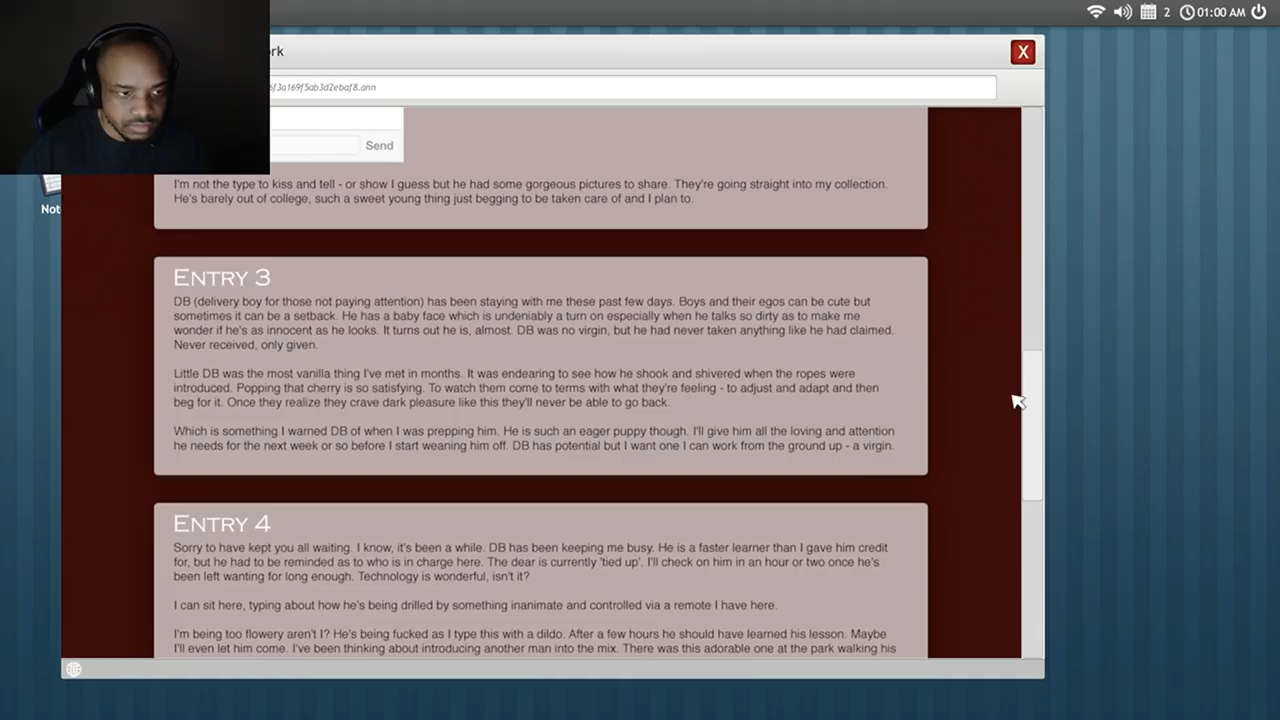 2 01:00 AM
rk
X
6f3a169f5ab3d2ebaf8.ann
Send
Not
I'm not the type to kiss and tell - or show I guess but he had some gorgeous pictures to share. They're going straight into my collection.
He's barely out of college, such a sweet young thing just begging to be taken care of and I plan to.
Entry 3
DB (delivery boy for those not paying attention) has been staying with me these past few days. Boys and their egos can be cute but
sometimes it can be a setback. He has a baby face which is undeniably a turn on especially when he talks so dirty as to make me
wonder if he's as innocent as he looks. It turns out he is, almost. DB was no virgin, but he had never taken anything like he had claimed.
Never received, only given.
Little DB was the most vanilla thing I've met in months. It was endearing to see how he shook and shivered when the ropes were
introduced. Popping that cherry is so satisfying. To watch them come to terms with what they're feeling - to adjust and adapt and then
beg for it. Once they realize they crave dark pleasure like this they'll never be able to go back.
Which is something I warned DB of when I was prepping him. He is such an eager puppy though. I'll give him all the loving and attention
he needs for the next week or so before I start weaning him off. DB has potential but I want one I can work from the ground up - a virgin.
Entry 4
Sorry to have kept you all waiting. I know, it's been a while. DB has been keeping me busy. He is a faster learner than I gave him credit
for, but he had to be reminded as to who is in charge here. The dear is currently 'tied up'. I'll check on him in an hour or two once he's
been left wanting for long enough. Technology is wonderful, isn't it?
I can sit here, typing about how he's being drilled by something inanimate and controlled via a remote I have here.
I'm being too flowery aren't I? He's being fucked as I type this with a dildo. After a few hours he should have learned his lesson. Maybe
I'll even let him come. I've been thinking about introducing another man into the mix. There was this adorable one at the park walking his